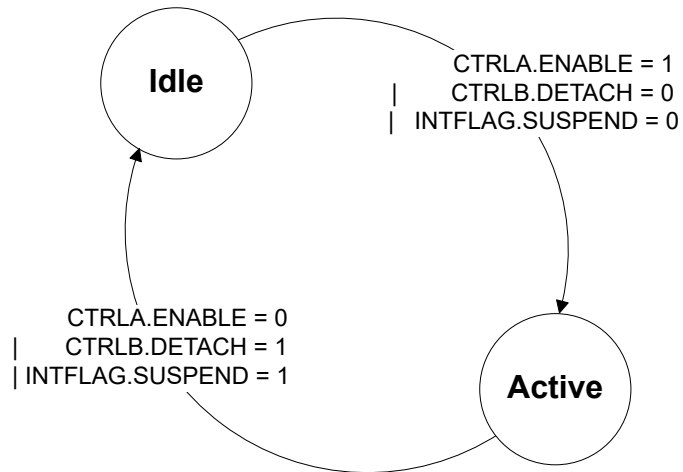 Idle
CTRLA.ENABLE = 1
| CTRLB.DETACH = 0
| INTFLAG.SUSPEND = 0
CTRLA.ENABLE = 0
| CTRLB.DETACH = 1
| INTFLAG.SUSPEND = 1
Active